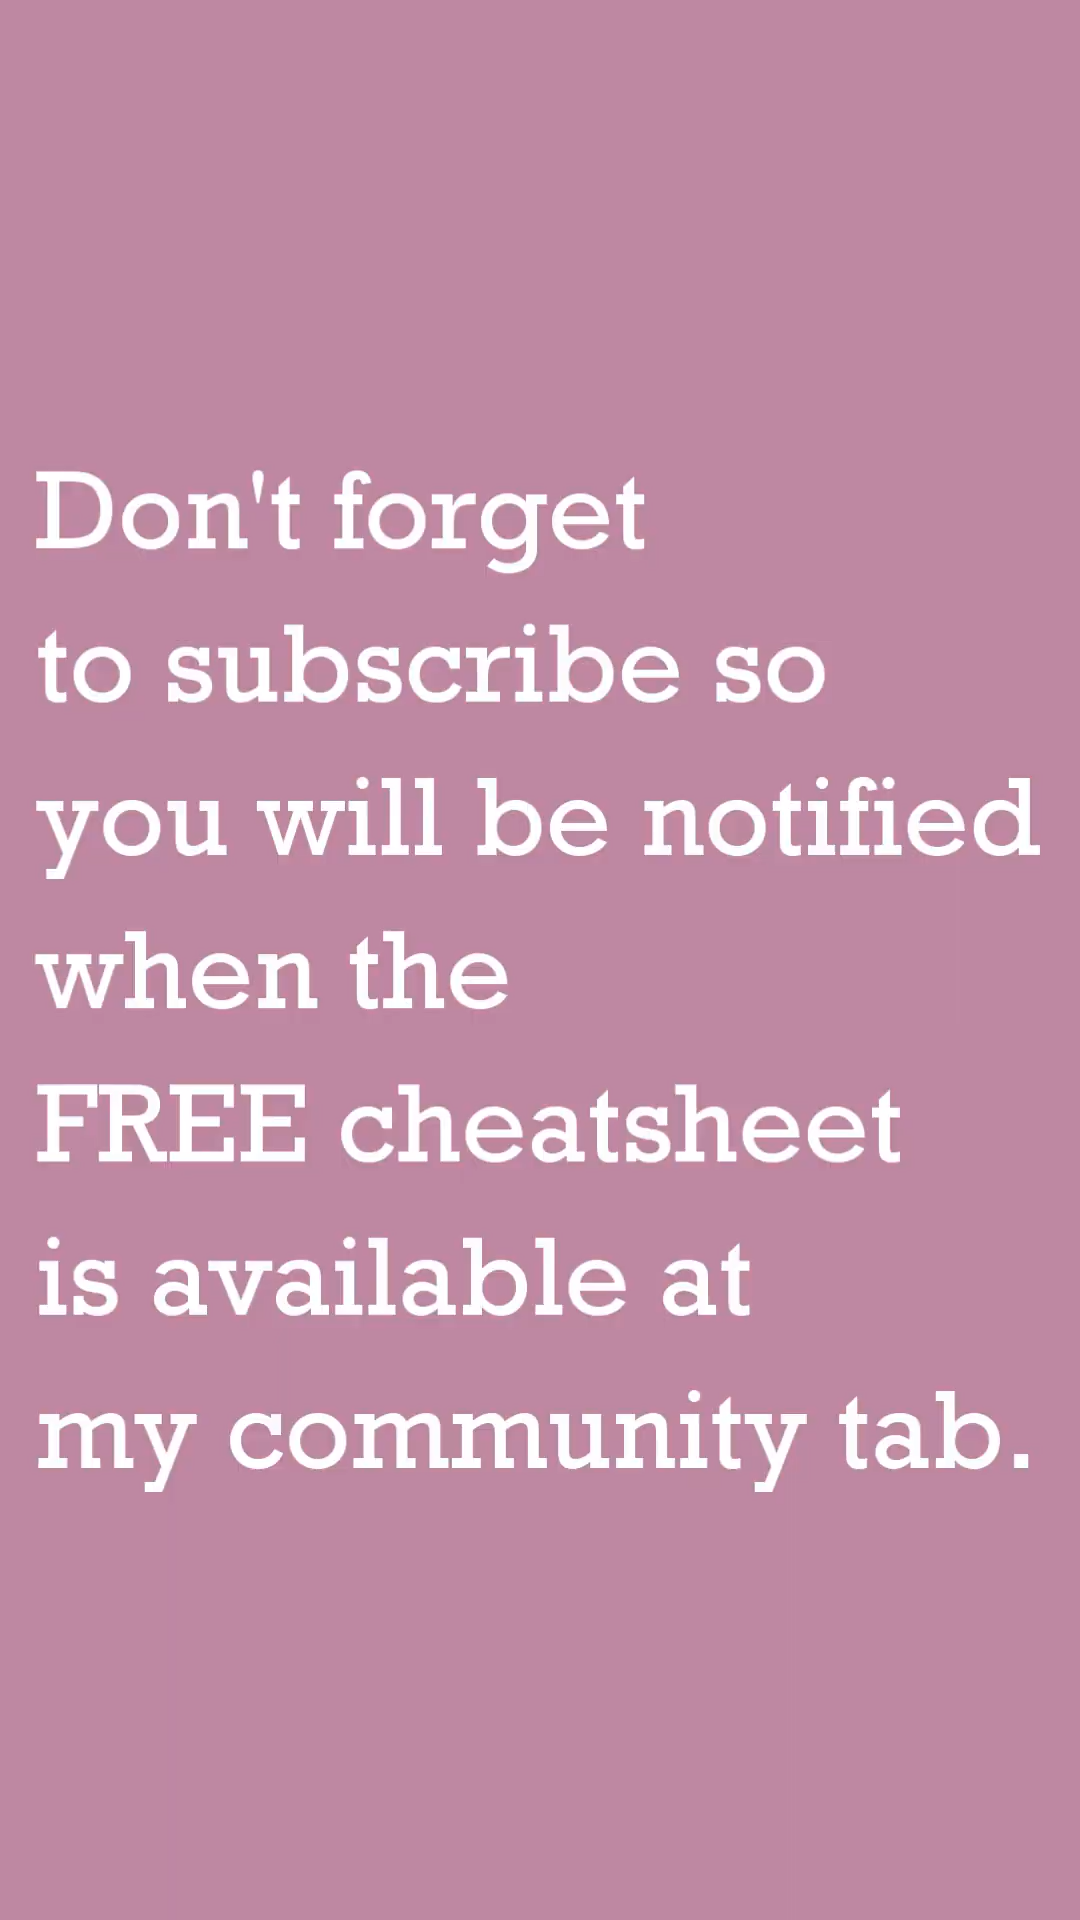 Don't forget
to subscribe so
you will be notified
when the
FREE cheatsheet
is available at
my community tab.